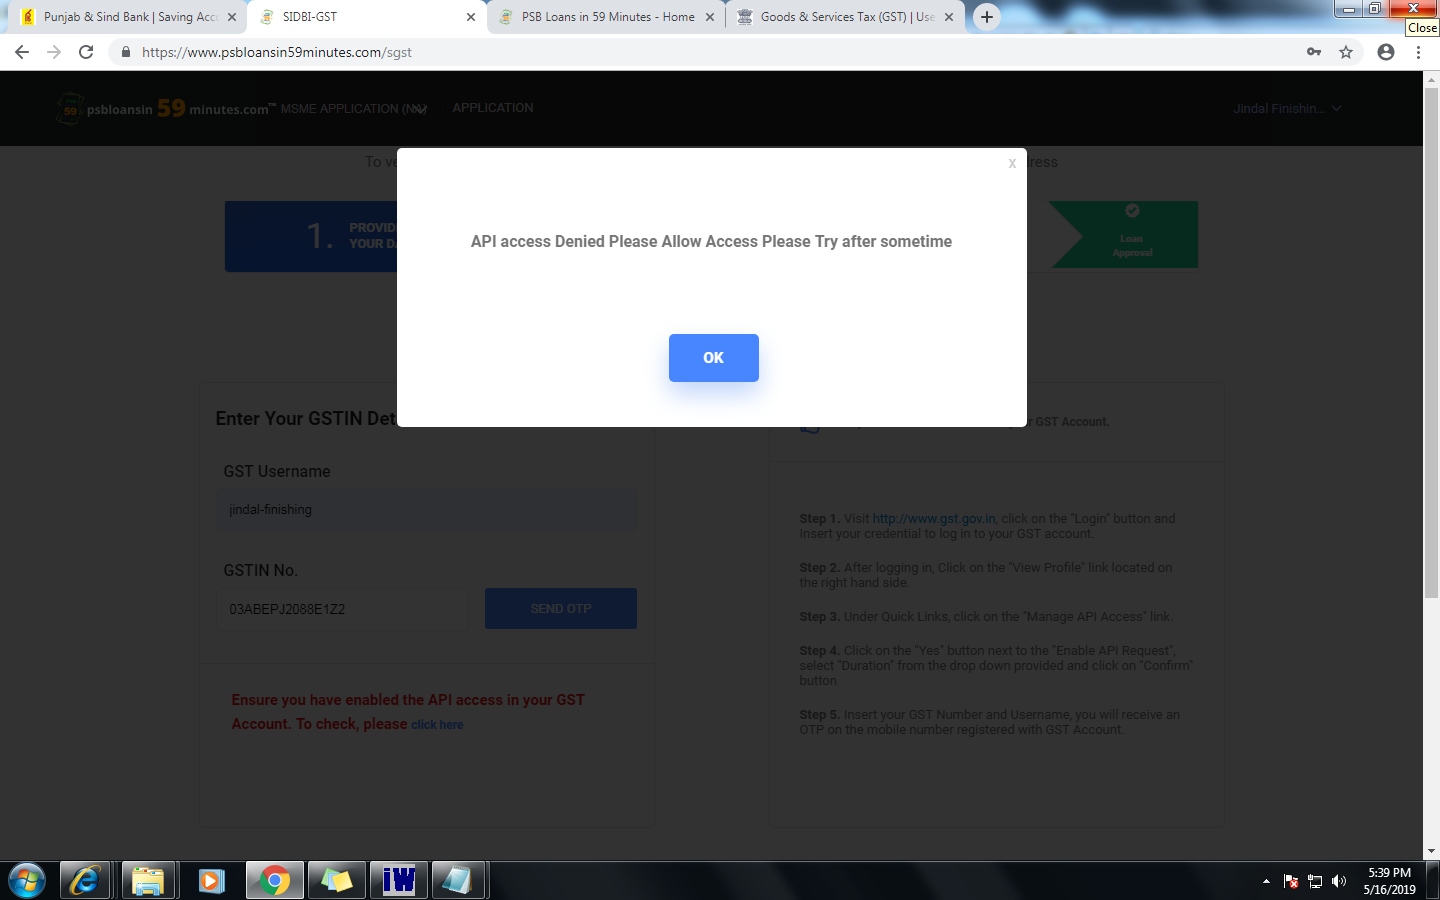 Punjab & Sind Bank | Saving Acc
SIDBI-GST
PSB Loans in 59 Minutes - Home
Goods & Services Tax (GST) | Use
Close
https://www.psbloansin59minutes.com/sgst
psbloansin 59 minutes.com™
MSME APPLICATION (NA)
APPLICATION
Jindal Finishin...
To ve
ress
X
1.
PROVID
YOUR DA
Loan
Approval
API access Denied Please Allow Access Please Try after sometime
OK
Enter Your GSTIN Det
GST Username
jindal-finishing
GSTIN No.
03ABEPJ2088E1Z2
SEND OTP
Ensure you have enabled the API access in your GST
Account. To check, please click here
r GST Account.
Step 1. Visit http://www.gst.gov.in, click on the "Login" button and
Insert your credential to log in to your GST account.
Step 2. After logging in, Click on the "View Profile" link located on
the right hand side.
Step 3. Under Quick Links, click on the "Manage API Access" link.
Step 4. Click on the "Yes" button next to the "Enable API Request",
select "Duration" from the drop down provided and click on "Confirm"
button
Step 5. Insert your GST Number and Username, you will receive an
OTP on the mobile number registered with GST Account.
iW
5:39 PM
5/16/2019